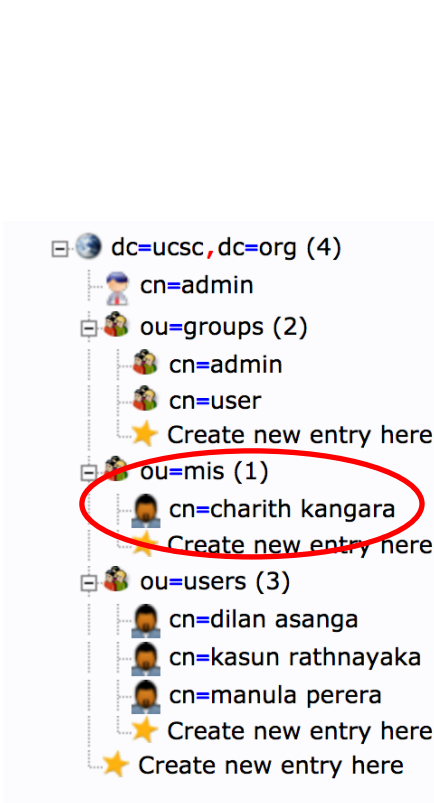 dc=ucsc,dc=org (4)
cn=admin
ou=groups (2)
cn=admin
cn=user
Create new entry here
ou=mis (1)
cn=charith kangara
Create new entry here
ou=users (3)
cn=dilan asanga
cn=kasun rathnayaka
cn=manula perera
Create new entry here
Create new entry here